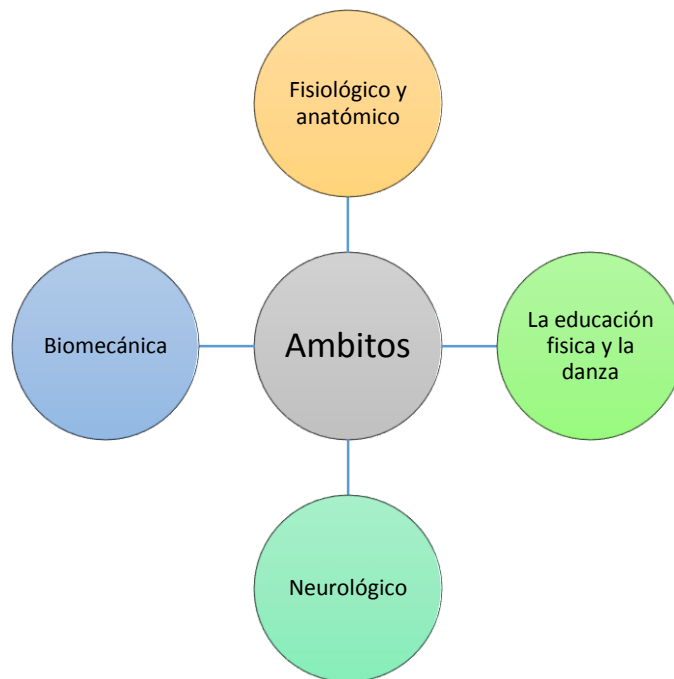 Fisiológico y
anatómico
Biomecánica
Ambitos
La educación
fisica y la
danza
Neurológico